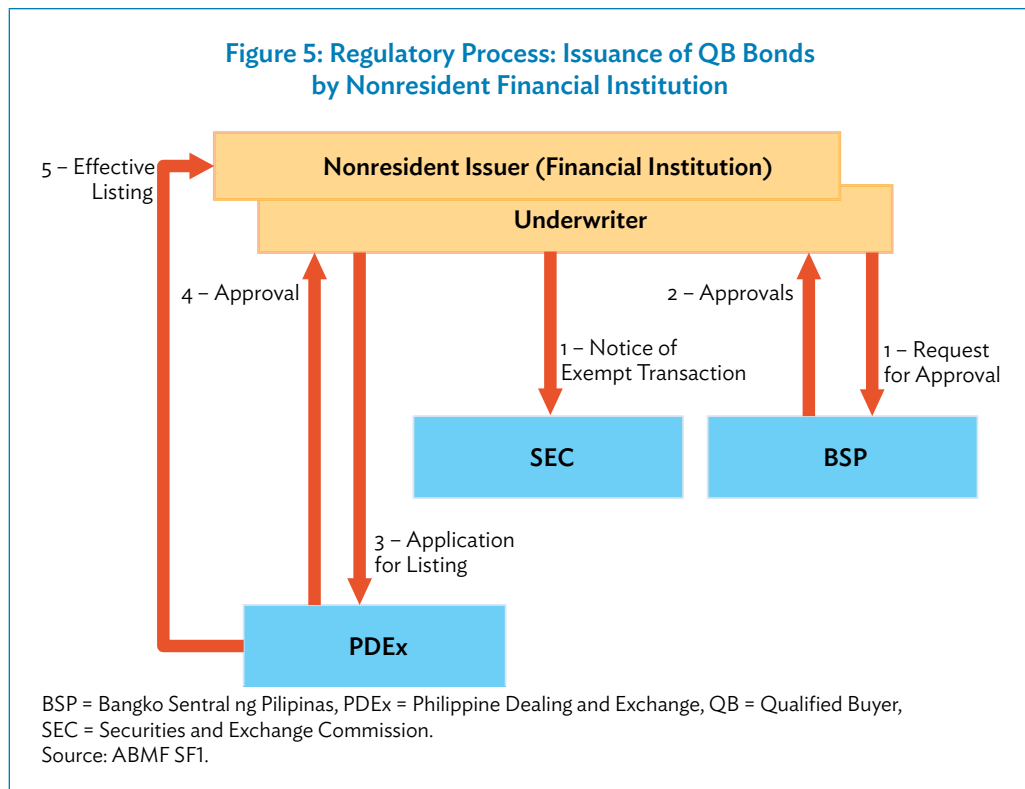 Figure 5: Regulatory Process: Issuance of QB Bonds
by Nonresident Financial Institution
5 – Effective
Listing
Nonresident Issuer (Financial Institution)
Underwriter
4 – Approval
2 – Approvals
1 – Notice of
Exempt Transaction
1 – Request
for Approval
SEC
BSP
3 – Application
for Listing
PDEx
BSP = Bangko Sentral ng Pilipinas, PDEx = Philippine Dealing and Exchange, QB = Qualified Buyer,
SEC = Securities and Exchange Commission.
Source: ABMF SF1.